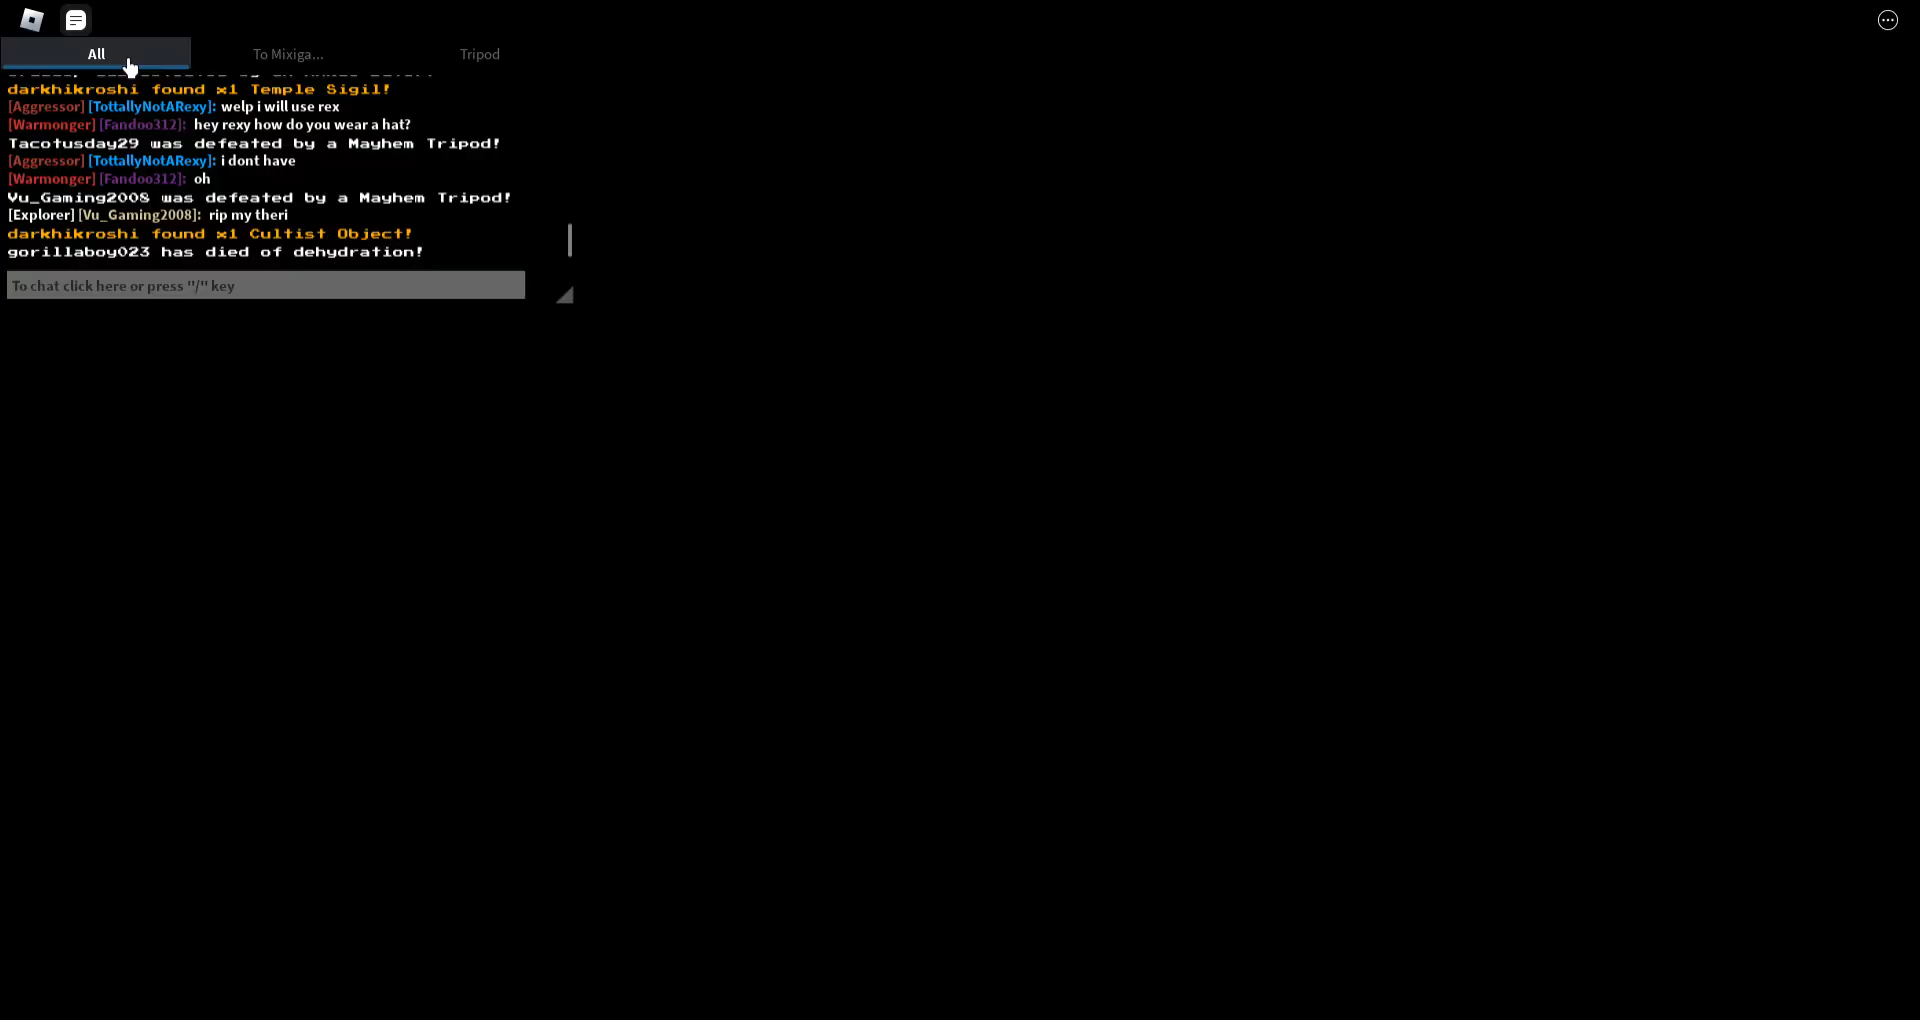 All
To Mixiga...
Tripod
darkhikroshi found x1 Temple Sigil!
[Aggressor] [TottallyNotARexy]: welp i will use rex
[Warmonger] [Fandoo312]: hey rexy how do you wear a hat?
Tacotusday29 was defeated by a Mayhem Tripod!
[Aggressor] [TottallyNotARexy]: i dont have
[Warmonger] [Fandoo312]: oh
Vu_Gaming2008 was defeated by a Mayhem Tripod!
[Explorer] [Vu_Gaming2008]: rip my theri
darkhikroshi found x1 Cultist Object!
gorillaboy023 has died of dehydration!
To chat click here or press "/" key